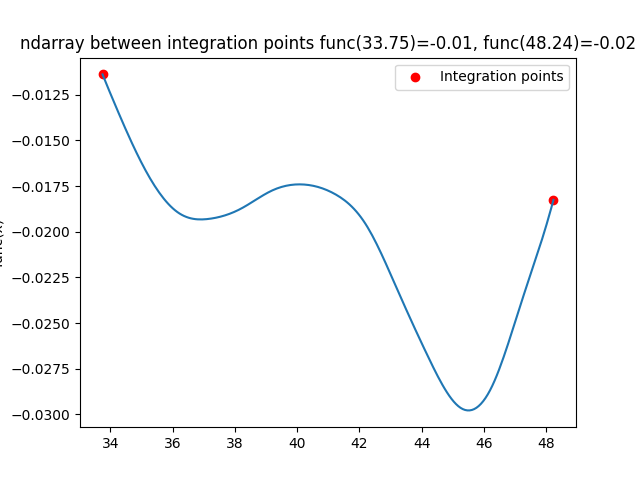 ndarray between integration points func(33.75)=-0.01, func(48.24)=-0.02
Integration points
−0.0125
−0.0150
−0.0175
−0.0200
−0.0225
−0.0250
−0.0275
−0.0300
34 36 38 40 42 44 46 48